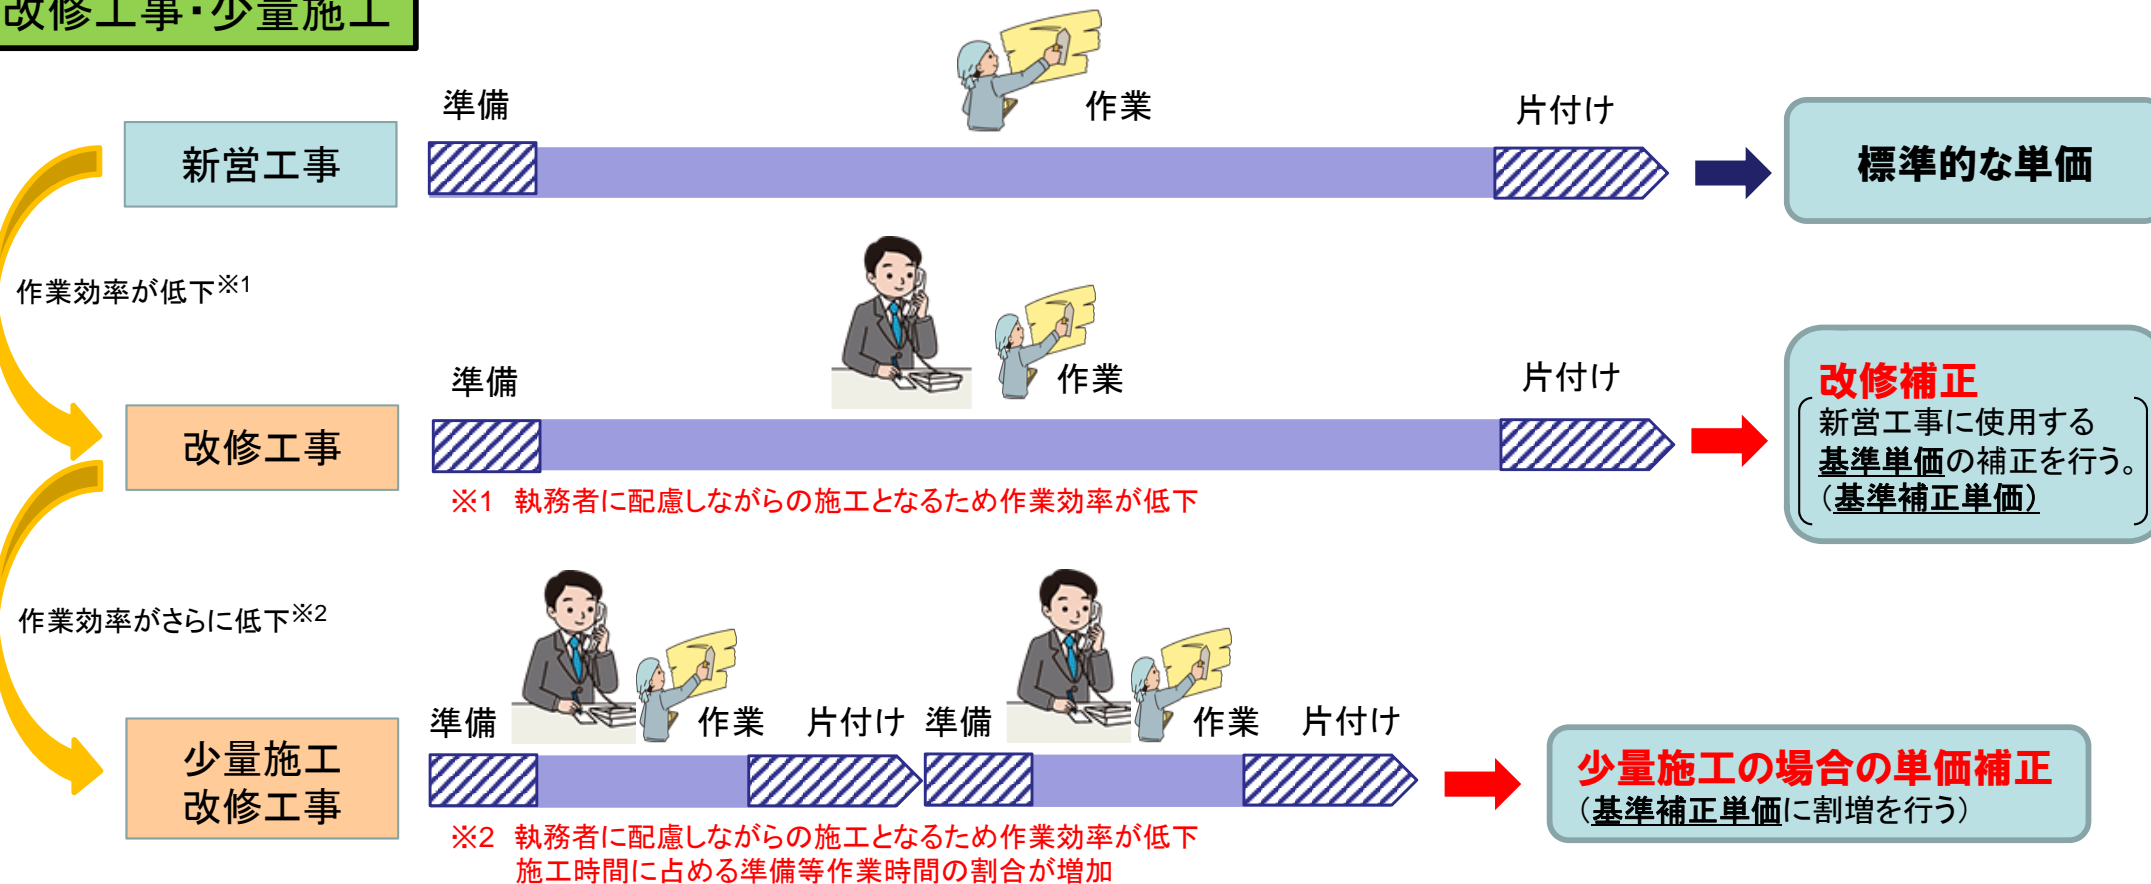 改修工事・少量施工
準備
作業
片付け
新営工事
標準的な単価
作業効率が低下※1
準備
作業
片付け
改修工事
改修補正
新営工事に使用する
基準単価の補正を行う。
(基準補正単価)
※1 執務者に配慮しながらの施工となるため作業効率が低下
作業効率がさらに低下※2
準備
作業
片付け
準備
作業
片付け
少量施工
改修工事
少量施工の場合の単価補正
(基準補正単価に割増を行う)
※2 執務者に配慮しながらの施工となるため作業効率が低下
施工時間に占める準備等作業時間の割合が増加